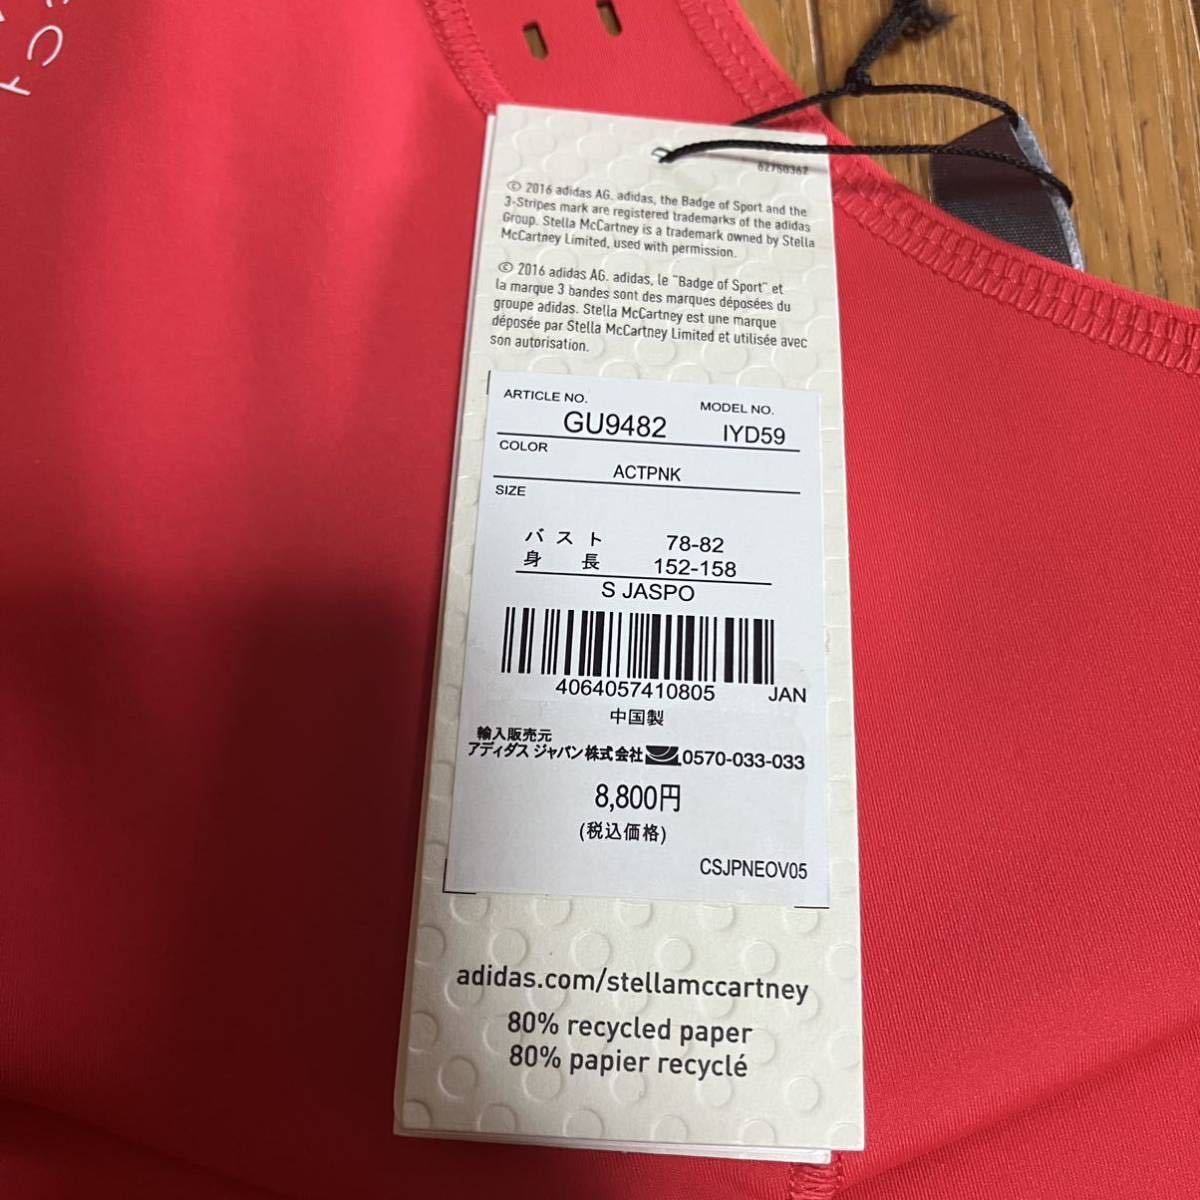 62750362
© 2016 adidas AG. adidas, the Badge of Sport and the
3-Stripes mark are registered trademarks of the adidas
Group. Stella McCartney is a trademark owned by Stella
McCartney Limited, used with permission.
© 2016 adidas AG. adidas, le "Badge of Sport" et
la marque 3 bandes sont des marques déposées du
groupe adidas. Stella McCartney est une marque
déposée par Stella McCartney Limited et utilisée avec
son autorisation.
ARTICLE NO. MODEL NO.
GU9482 IYD59
COLOR
ACTPNK
SIZE
バスト 78-82
身長 152-158
S JASPO
4064057410805 JAN
中国製
輸入販売元
アディダス ジャパン株式会社 0570-033-033
8,800円
(税込価格)
CSJPNEOV05
adidas.com/stellamccartney
80% recycled paper
80% papier recyclé